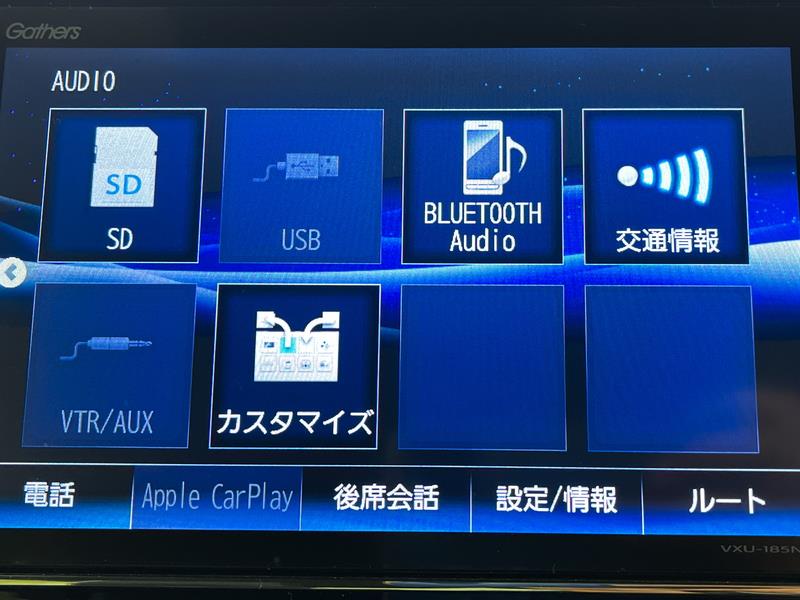 Gathers
AUDIO
SD
SD
USB
BLUETOOTH
Audio
交通情報
VTR/AUX
カスタマイズ
電話
Apple CarPlay
後席会話
設定/情報
ルート
VXU-185N